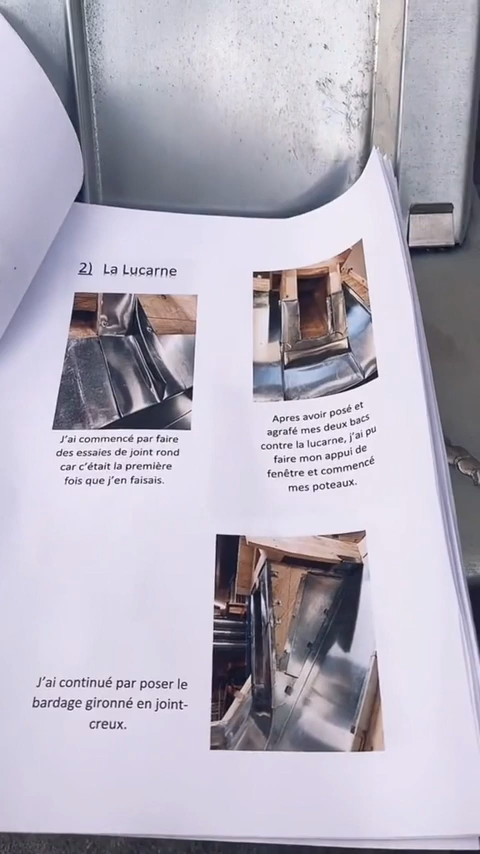 2) La Lucarne
J'ai commencé par faire
des essaies de joint rond
car c'était la première
fois que j'en faisais.
Apres avoir posé et
agrafé mes deux bacs
contre la lucarne, j'ai pu
faire mon appui de
fenêtre et commencé
mes poteaux.
J'ai continué par poser le
bardage gironné en joint-
creux.